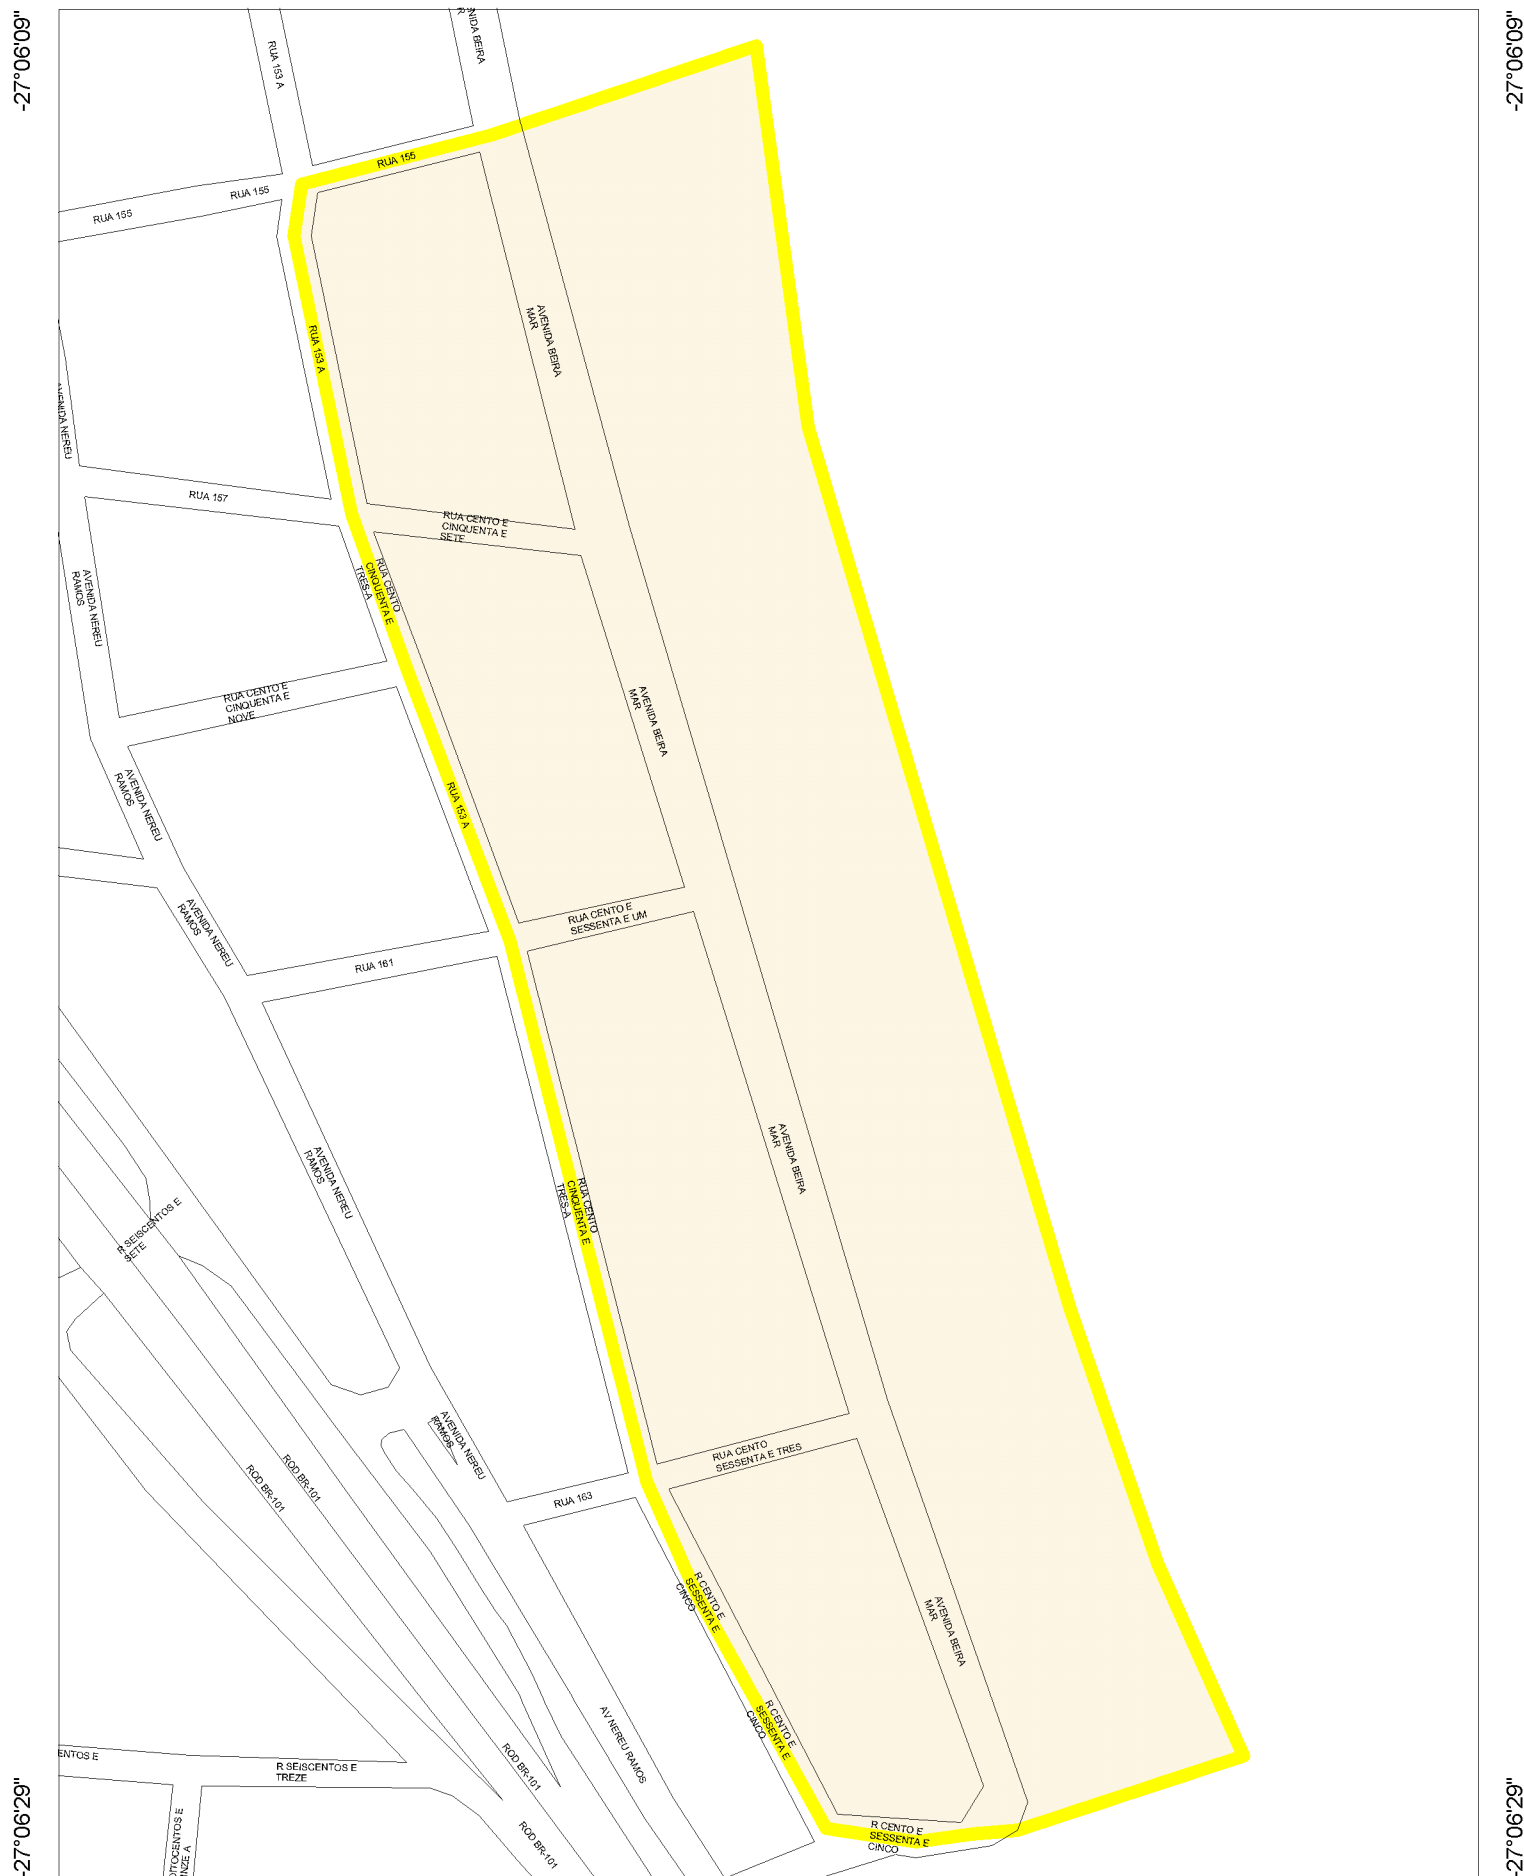 -27°06'09"
-27°06'09"
RUA 153 A
NIDA BEIRA
R
RUA 155
RUA 155
RUA 155
AVENIDA BEIRA
MAR
RUA 153 A
AVENIDA NEREU
RUA 157
RUA CENTO E
CINQUENTA E
SETE
RUA CENTO
CINQUENTA E
TRES-A
AVENIDA NEREU
RAMOS
RUA CENTO E
CINQUENTA E
NOVE
AVENIDA BEIRA
MAR
AVENIDA NEREU
RAMOS
RUA 153 A
AVENIDA NEREU
RAMOS
RUA CENTO E
SESSENTA E UM
RUA 161
AVENIDA BEIRA
MAR
AVENIDA NEREU
RAMOS
RUA CENTO
CINQUENTA E
TRES-A
R SEISCENTOS E
SETE
AVENIDA NEREU
RAMOS
RUA CENTO
SESSENTA E TRES
ROD BR-101
ROD BR-101
RUA 163
R CENTO E
SESSENTA E
CINCO
AVENIDA BEIRA
MAR
R CENTO E
SESSENTA E
CINCO
AV NEREU RAMOS
ENTOS E
R SEISCENTOS E
TREZE
ROD BR-101
ROD BR-101
OITOCENTOS E
NZE A
R CENTO E
SESSENTA E
CINCO
-27°06'29"
-27°06'29"